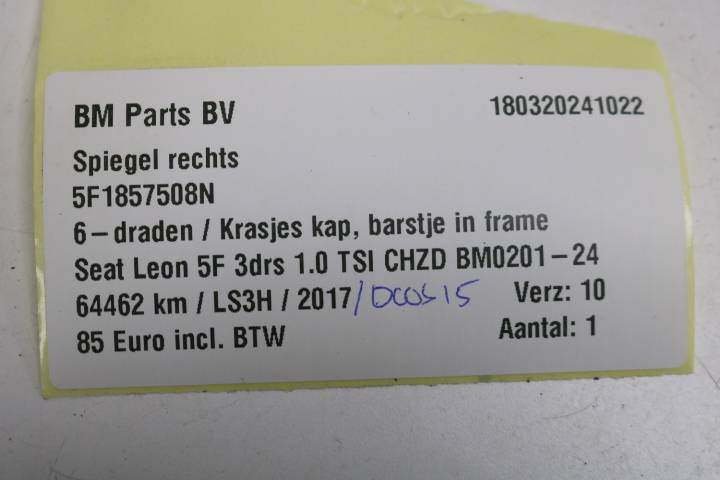 BM Parts BV 180320241022
Spiegel rechts
5F1857508N
6-draden / Krasjes kap, barstje in frame
Seat Leon 5F 3drs 1.0 TSI CHZD BM0201-24
64462 km / LS3H / 2017 Verz: 10
85 Euro incl. BTW Aantal: 1